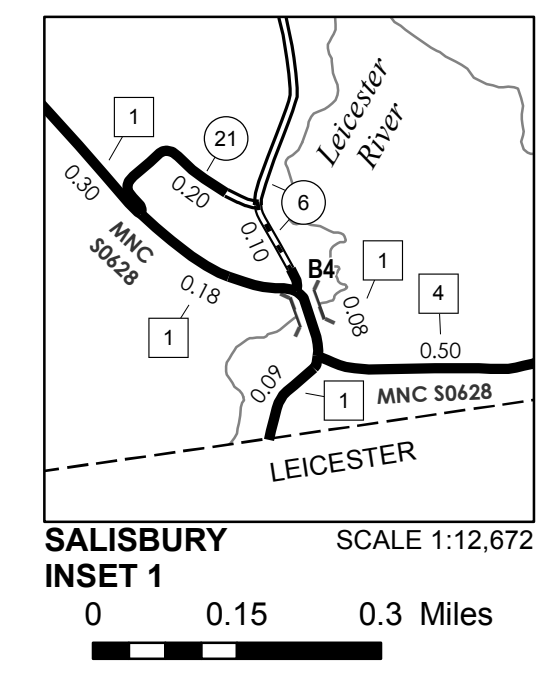 1
21
Leicester
River
0.30
0.20
6
MNC
S0628
0.10
B4
1
4
0.18
0.08
1
0.50
0.09
1
MNC S0628
LEICESTER
SALISBURY SCALE 1:12,672
INSET 1
0 0.15 0.3 Miles